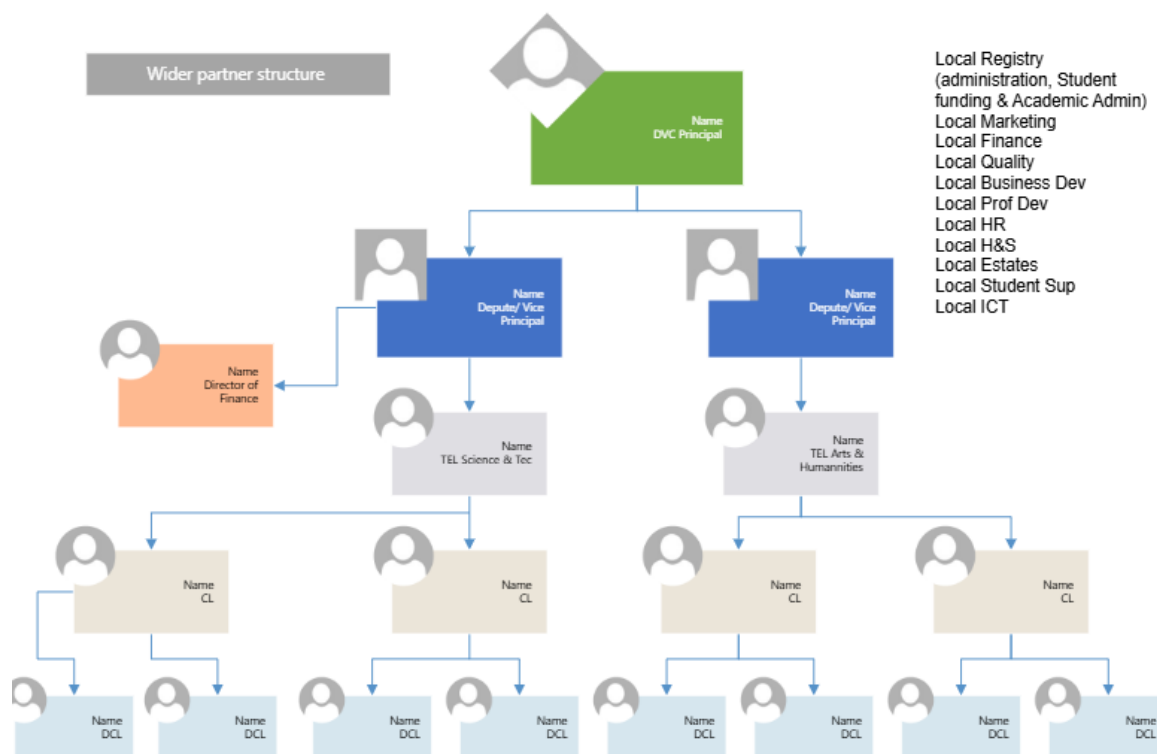 Wider partner structure
Name
DVC Principal
Local Registry
(administration, Student
funding & Academic Admin)
Local Marketing
Local Finance
Local Quality
Local Business Dev
Local Prof Dev
Local HR
Local H&S
Local Estates
Local Student Sup
Local ICT
Name
Depute/ Vice
Principal
Name
Depute/ Vice
Principal
Name
Director of
Finance
Name
TEL Science & Tec
Name
TEL Arts &
Humannities
Name
CL
Name
CL
Name
CL
Name
CL
Name
DCL
Name
DCL
Name
DCL
Name
DCL
Name
DCL
Name
DCL
Name
DCL
Name
DCL